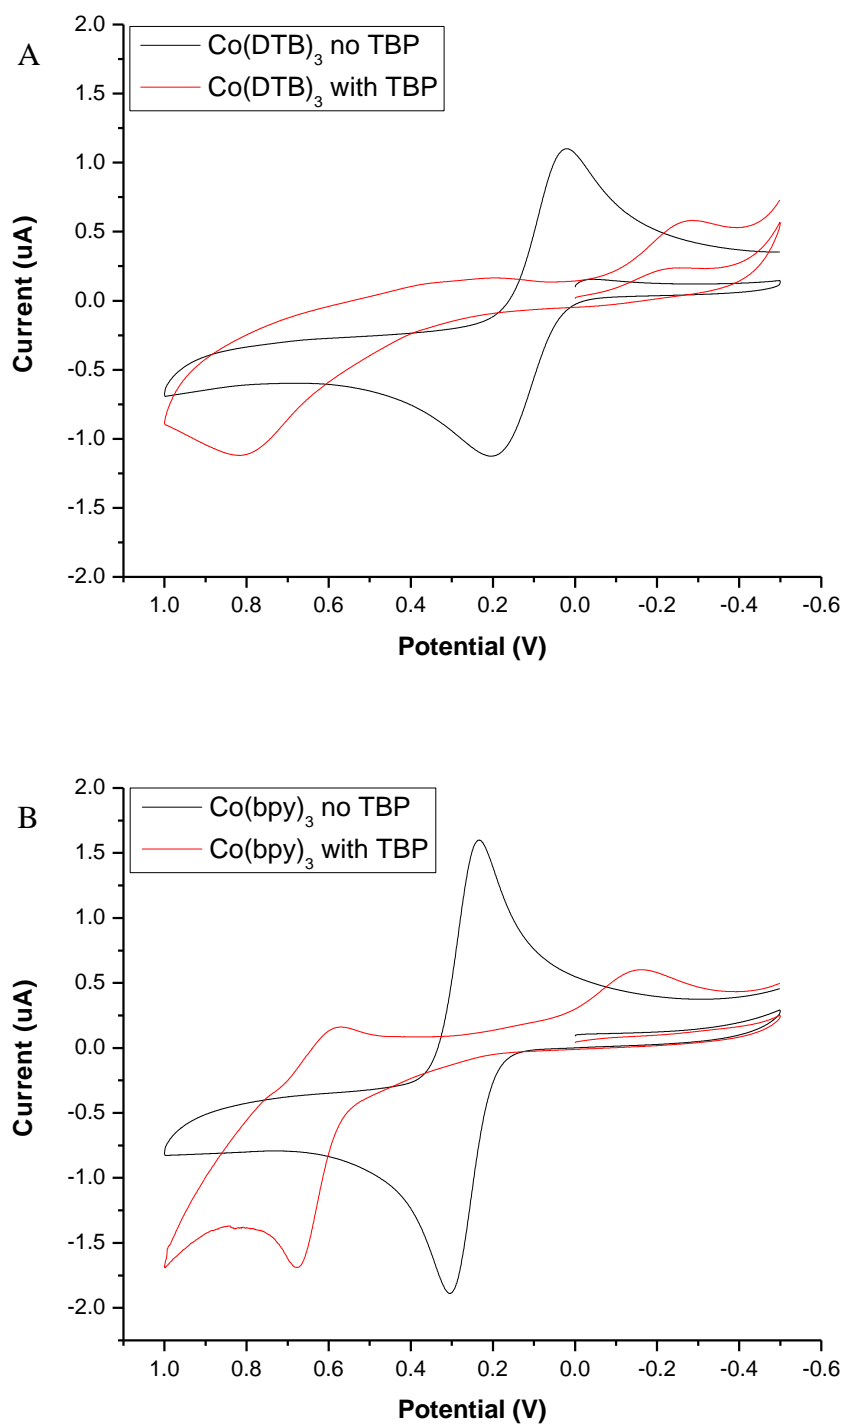 A
Co(DTB)3 no TBP
Co(DTB)3 with TBP
2.0
1.5
1.0
0.5
0.0
-0.5
-1.0
-1.5
-2.0
Current (uA)
1.0 0.8 0.6 0.4 0.2 0.0 -0.2 -0.4 -0.6
Potential (V)
B
Co(bpy)3 no TBP
Co(bpy)3 with TBP
2.0
1.5
1.0
0.5
0.0
-0.5
-1.0
-1.5
-2.0
Current (uA)
1.0 0.8 0.6 0.4 0.2 0.0 -0.2 -0.4 -0.6
Potential (V)